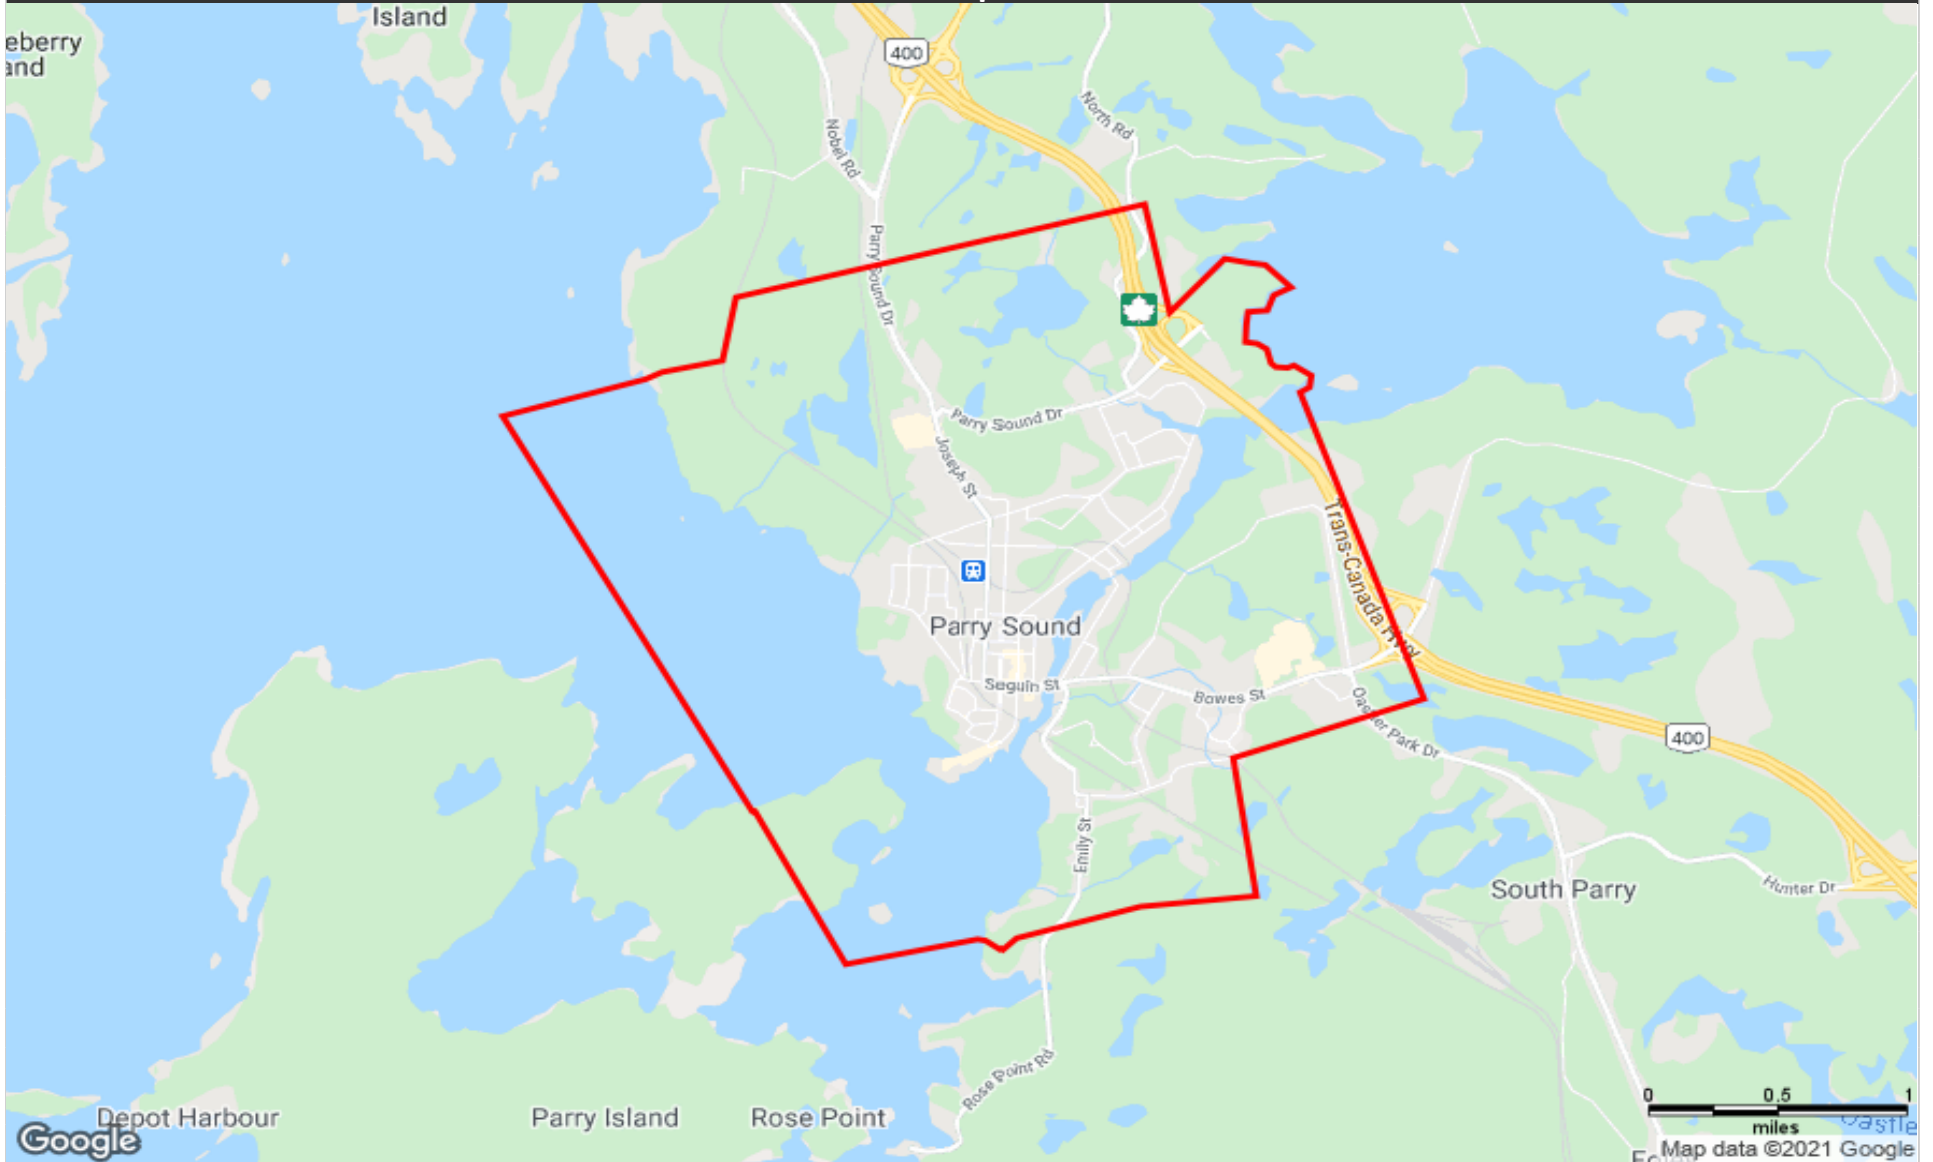 Island
eberry
and
400
North Rd
Nobel Rd
Parry Sound Dr
Parry Sound Dr
Joseph St
Trans-Canada Hwy
Parry Sound
Seguin St
Bowes St
Oastler Park Dr
400
Emily St
South Parry
Hunter Dr
Rose Point Rd
Depot Harbour
Parry Island
Rose Point
0 0.5 1
miles
Google
Map data ©2021 Google